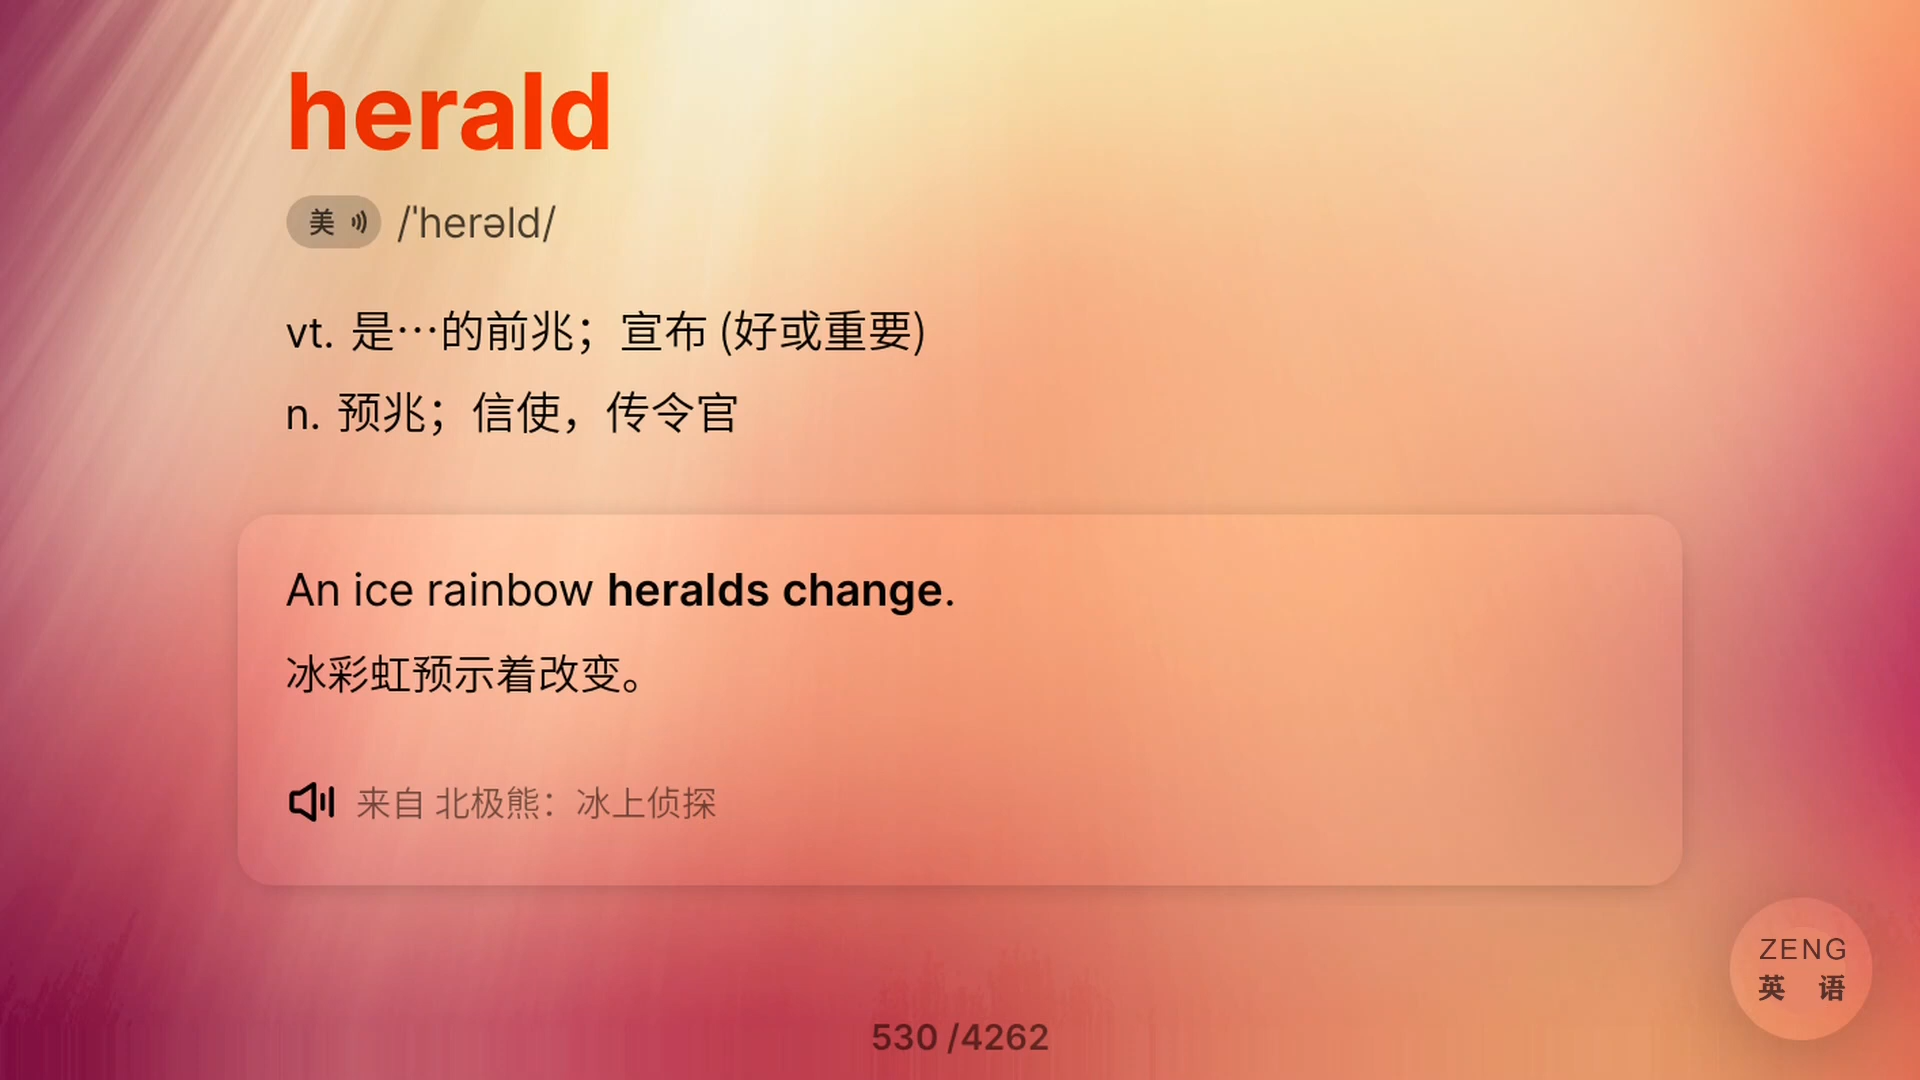 herald
美 /ˈherəld/
vt. 是…的前兆；宣布 (好或重要)
n. 预兆；信使，传令官
An ice rainbow heralds change.
冰彩虹预示着改变。
来自 北极熊：冰上侦探
ZENG
英 语
530 /4262